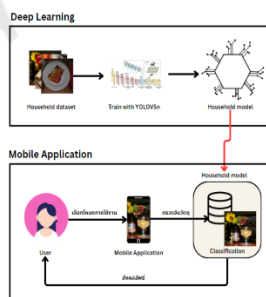 Deep Learning
Household dataset
Train with YOLOV5n
Household model
Mobile Application
Household model
เลือกโหมดการใช้งาน
ตรวจจับวัตถุ
User
Mobile Application
Classification
ส่งผลลัพธ์